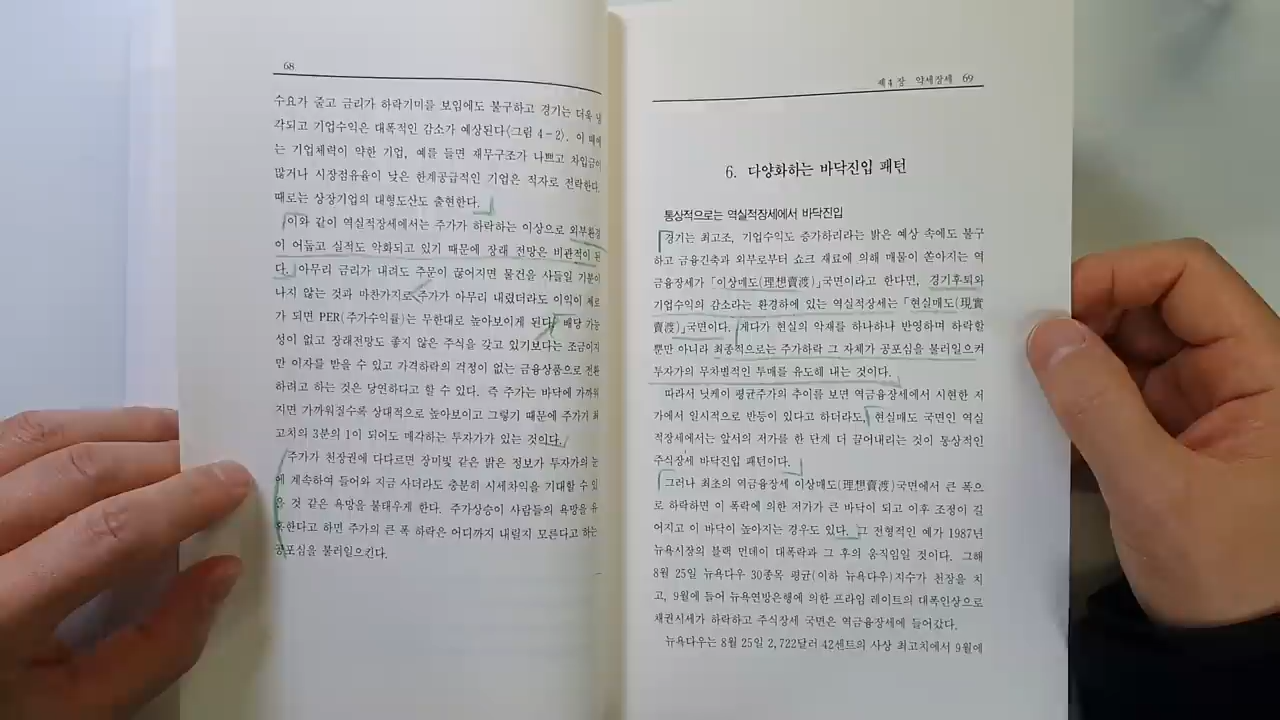 68
수요가 줄고 금리가 하락기미를 보임에도 불구하고 경기는 더욱 냉
각되고 기업수익은 대폭적인 감소가 예상된다(그림 4-2). 이 때에
는 기업체력이 약한 기업, 예를 들면 재무구조가 나쁘고 차입금이
많거나 시장점유율이 낮은 한계공급적인 기업은 적자로 전락한다.
때로는 상장기업의 대형도산도 출현한다.
이와 같이 역실적장세에서는 주가가 하락하는 이상으로 외부환경
이 어둡고 실적도 악화되고 있기 때문에 장래 전망은 비관적이 된
다. 아무리 금리가 내려도 주문이 끊어지면 물건을 사들일 기분이
나지 않는 것과 마찬가지로 주가가 아무리 내렸더라도 이익이 제로
가 되면 PER(주가수익률)는 무한대로 높아보이게 된다. 배당 가능
성이 없고 장래전망도 좋지 않은 주식을 갖고 있기보다는 조금이지
만 이자를 받을 수 있고 가격하락의 걱정이 없는 금융상품으로 전환
하려고 하는 것은 당연하다고 할 수 있다. 즉 주가는 바닥에 가까워
지면 가까워질수록 상대적으로 높아보이고 그렇기 때문에 주가가 최
고치의 3분의 1이 되어도 매각하는 투자가가 있는 것이다.
주가가 천장권에 다다르면 장미빛 같은 밝은 정보가 투자가의 눈
에 계속하여 들어와 지금 사더라도 충분히 시세차익을 기대할 수 있
을 것 같은 욕망을 불태우게 한다. 주가상승이 사람들의 욕망을 유
혹한다고 하면 주가의 큰 폭 하락은 어디까지 내릴지 모른다고 하는
공포심을 불러일으킨다.
제 4 장 약세장세 69
6. 다양화하는 바닥진입 패턴
통상적으로는 역실적장세에서 바닥진입
경기는 최고조, 기업수익도 증가하리라는 밝은 예상 속에도 불구
하고 금융긴축과 외부로부터 쇼크 재료에 의해 매물이 쏟아지는 역
금융장세가 「이상매도(理想賣渡)」국면이라고 한다면, 경기후퇴와
기업수익의 감소라는 환경하에 있는 역실적장세는 「현실매도(現實
賣渡)」국면이다. 게다가 현실의 악재를 하나하나 반영하며 하락할
뿐만 아니라 최종적으로는 주가하락 그 자체가 공포심을 불러일으켜
투자가의 무차별적인 투매를 유도해 내는 것이다.
따라서 닛케이 평균주가의 추이를 보면 역금융장세에서 시현한 저
가에서 일시적으로 반등이 있다고 하더라도, 현실매도 국면인 역실
적장세에서는 앞서의 저가를 한 단계 더 끌어내리는 것이 통상적인
주식장세 바닥진입 패턴이다.
그러나 최초의 역금융장세 이상매도(理想賣渡)국면에서 큰 폭으
로 하락하면 이 폭락에 의한 저가가 큰 바닥이 되고 이후 조정이 길
어지고 이 바닥이 높아지는 경우도 있다. 그 전형적인 예가 1987년
뉴욕시장의 블랙 먼데이 대폭락과 그 후의 움직임일 것이다. 그해
8월 25일 뉴욕다우 30종목 평균(이하 뉴욕다우)지수가 천장을 치
고, 9월에 들어 뉴욕연방은행에 의한 프라임 레이트의 대폭인상으로
채권시세가 하락하고 주식장세 국면은 역금융장세에 들어갔다.
뉴욕다우는 8월 25일 2,722달러 42센트의 사상 최고치에서 9월에